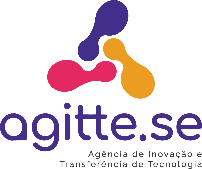 agitte.se
Agência de Inovação e
Transferência de Tecnologia